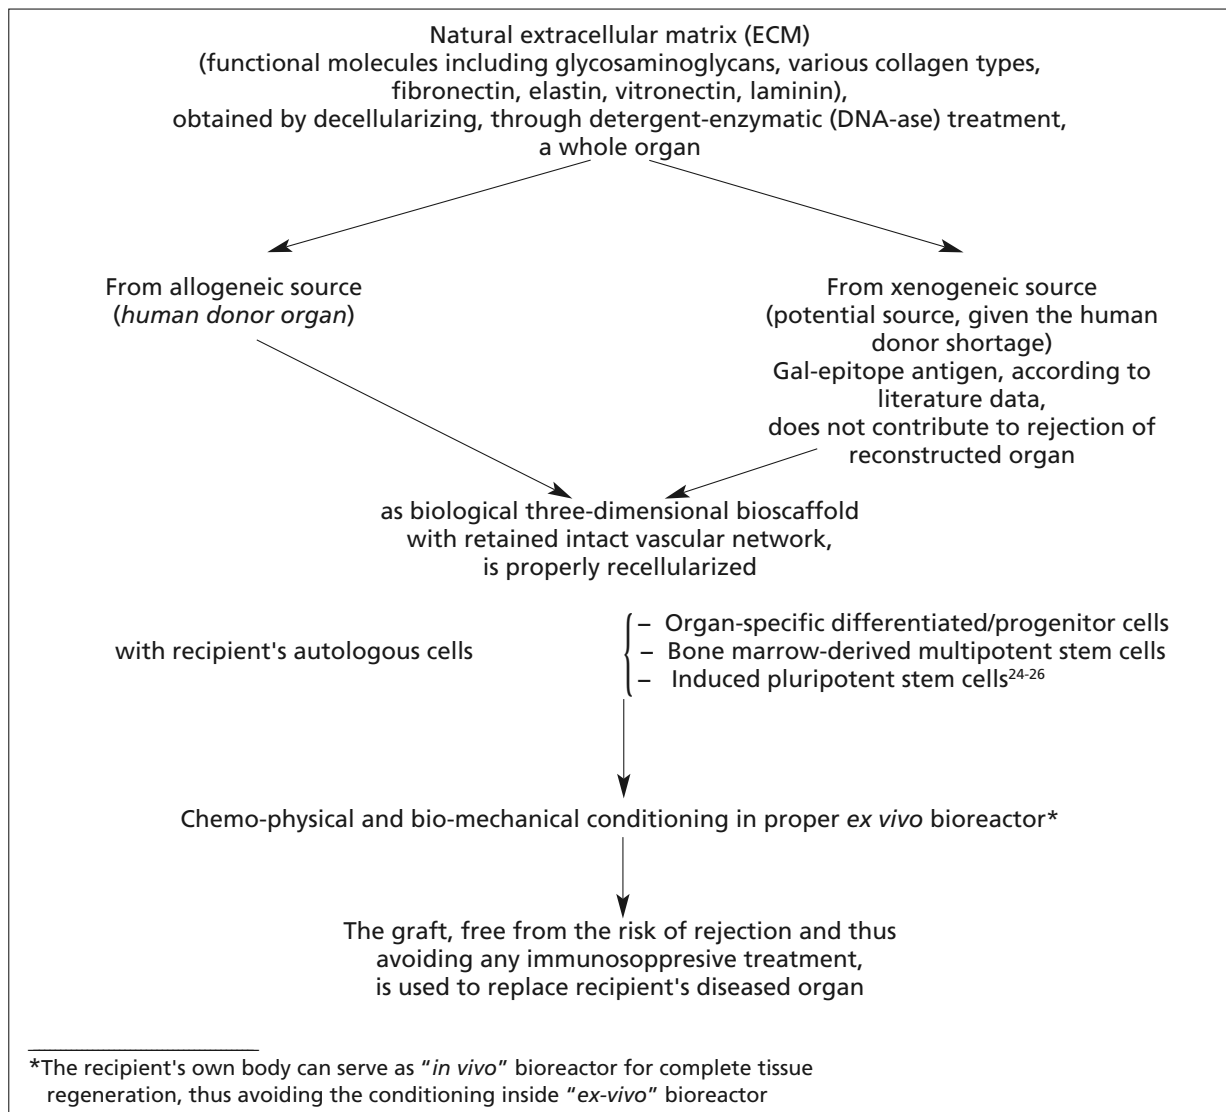 Natural extracellular matrix (ECM)
(functional molecules including glycosaminoglycans, various collagen types,
fibronectin, elastin, vitronectin, laminin),
obtained by decellularizing, through detergent-enzymatic (DNA-ase) treatment,
a whole organ
From allogeneic source
(human donor organ)
From xenogeneic source
(potential source, given the human
donor shortage)
Gal-epitope antigen, according to
literature data,
does not contribute to rejection of
reconstructed organ
as biological three-dimensional bioscaffold
with retained intact vascular network,
is properly recellularized
with recipient's autologous cells
– Organ-specific differentiated/progenitor cells
– Bone marrow-derived multipotent stem cells
– Induced pluripotent stem cells24-26
Chemo-physical and bio-mechanical conditioning in proper ex vivo bioreactor*
The graft, free from the risk of rejection and thus
avoiding any immunosoppresive treatment,
is used to replace recipient's diseased organ
*The recipient's own body can serve as “in vivo” bioreactor for complete tissue
regeneration, thus avoiding the conditioning inside “ex-vivo” bioreactor